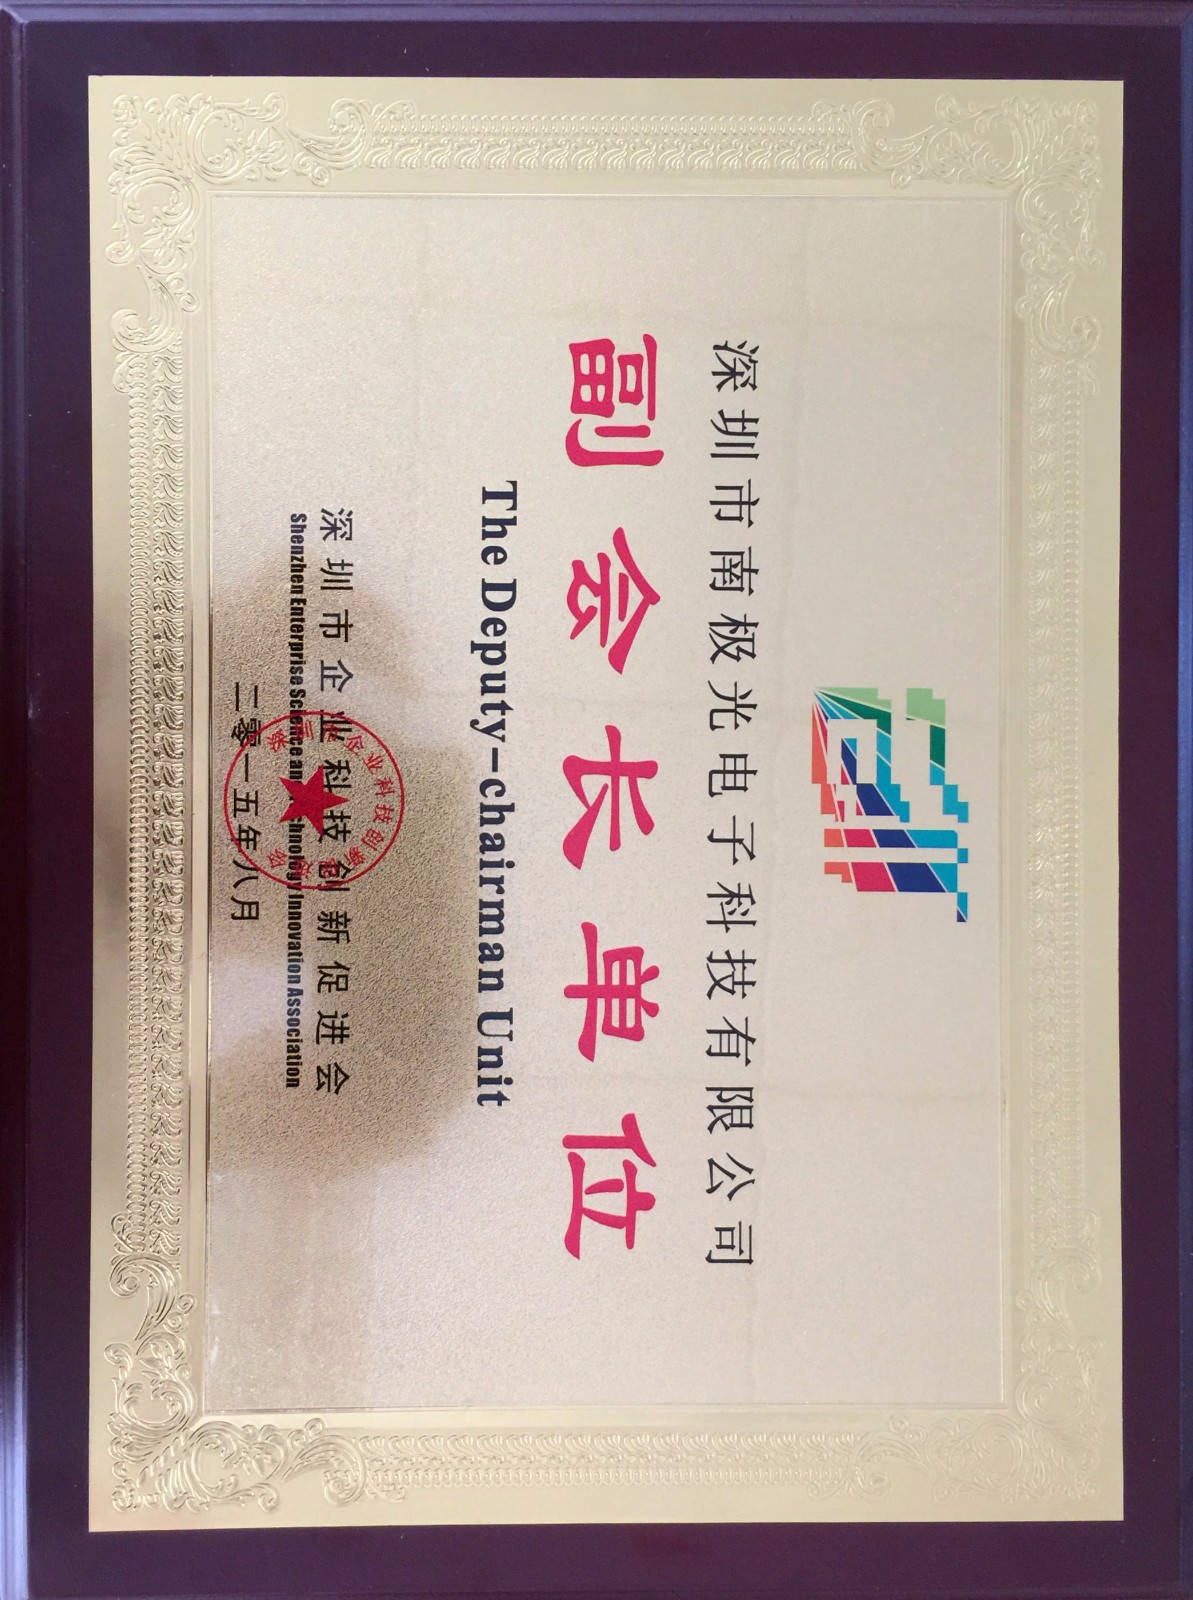 深圳市南极光电子科技有限公司
副会长单位
The Deputy-chairman Unit
深圳市企业科技创新促进会
Shenzhen Enterprise Science and Technology Innovation Association
二零一五年八月